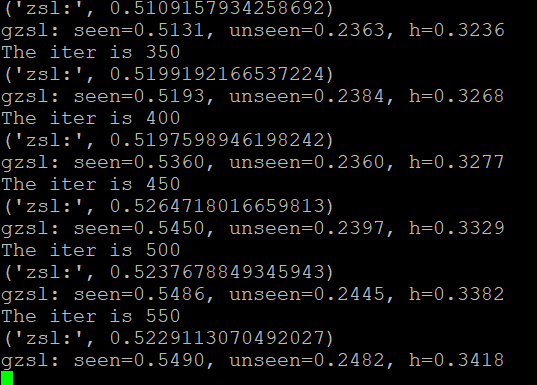 ('zsl:', 0.5109157934258692)
gzsl: seen=0.5131, unseen=0.2363, h=0.3236
The iter is 350
('zsl:', 0.5199192166537224)
gzsl: seen=0.5193, unseen=0.2384, h=0.3268
The iter is 400
('zsl:', 0.5197598946198242)
gzsl: seen=0.5360, unseen=0.2360, h=0.3277
The iter is 450
('zsl:', 0.5264718016659813)
gzsl: seen=0.5450, unseen=0.2397, h=0.3329
The iter is 500
('zsl:', 0.5237678849345943)
gzsl: seen=0.5486, unseen=0.2445, h=0.3382
The iter is 550
('zsl:', 0.5229113070492027)
gzsl: seen=0.5490, unseen=0.2482, h=0.3418